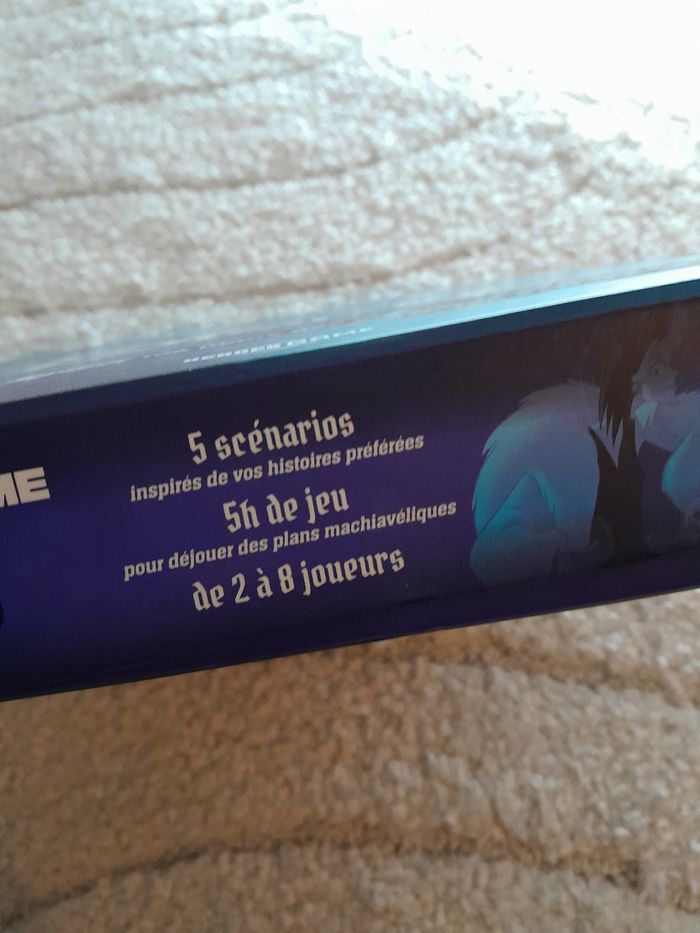 ME
5 scénarios
inspirés de vos histoires préférées
5h de jeu
pour déjouer des plans machiavéliques
de 2 à 8 joueurs